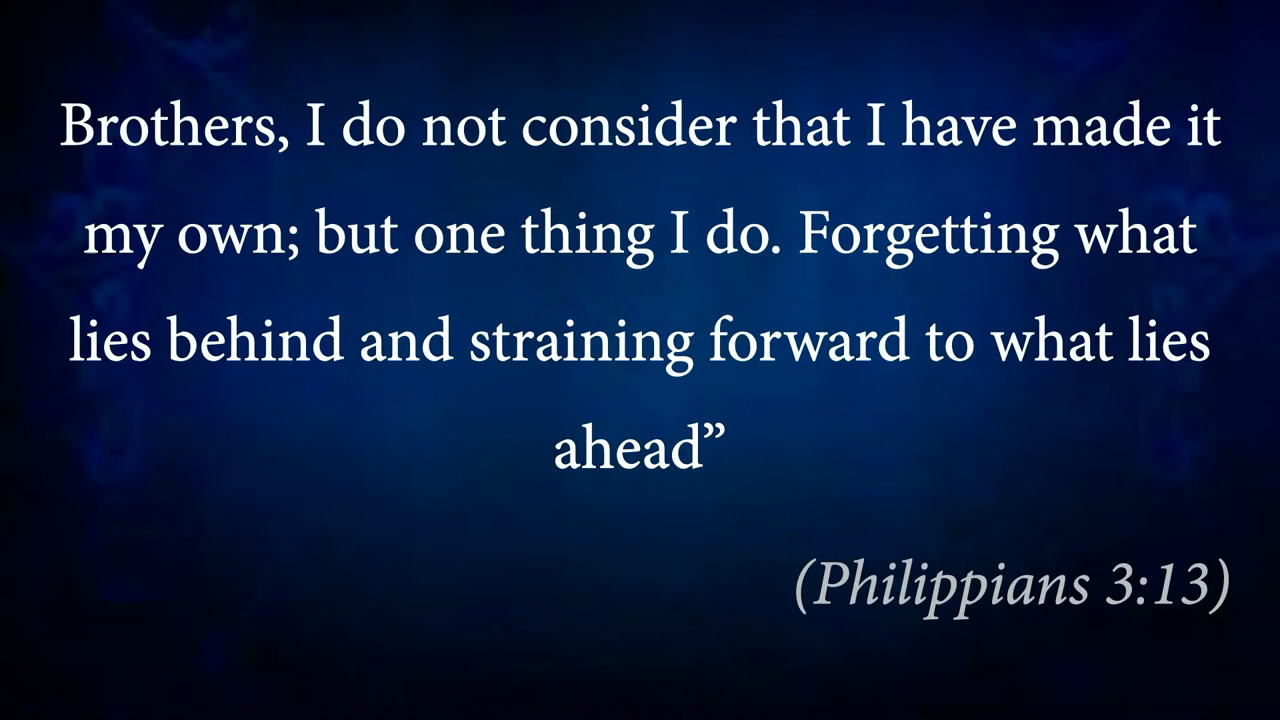 Brothers, I do not consider that I have made it
my own; but one thing I do. Forgetting what
lies behind and straining forward to what lies
ahead”
(Philippians 3:13)